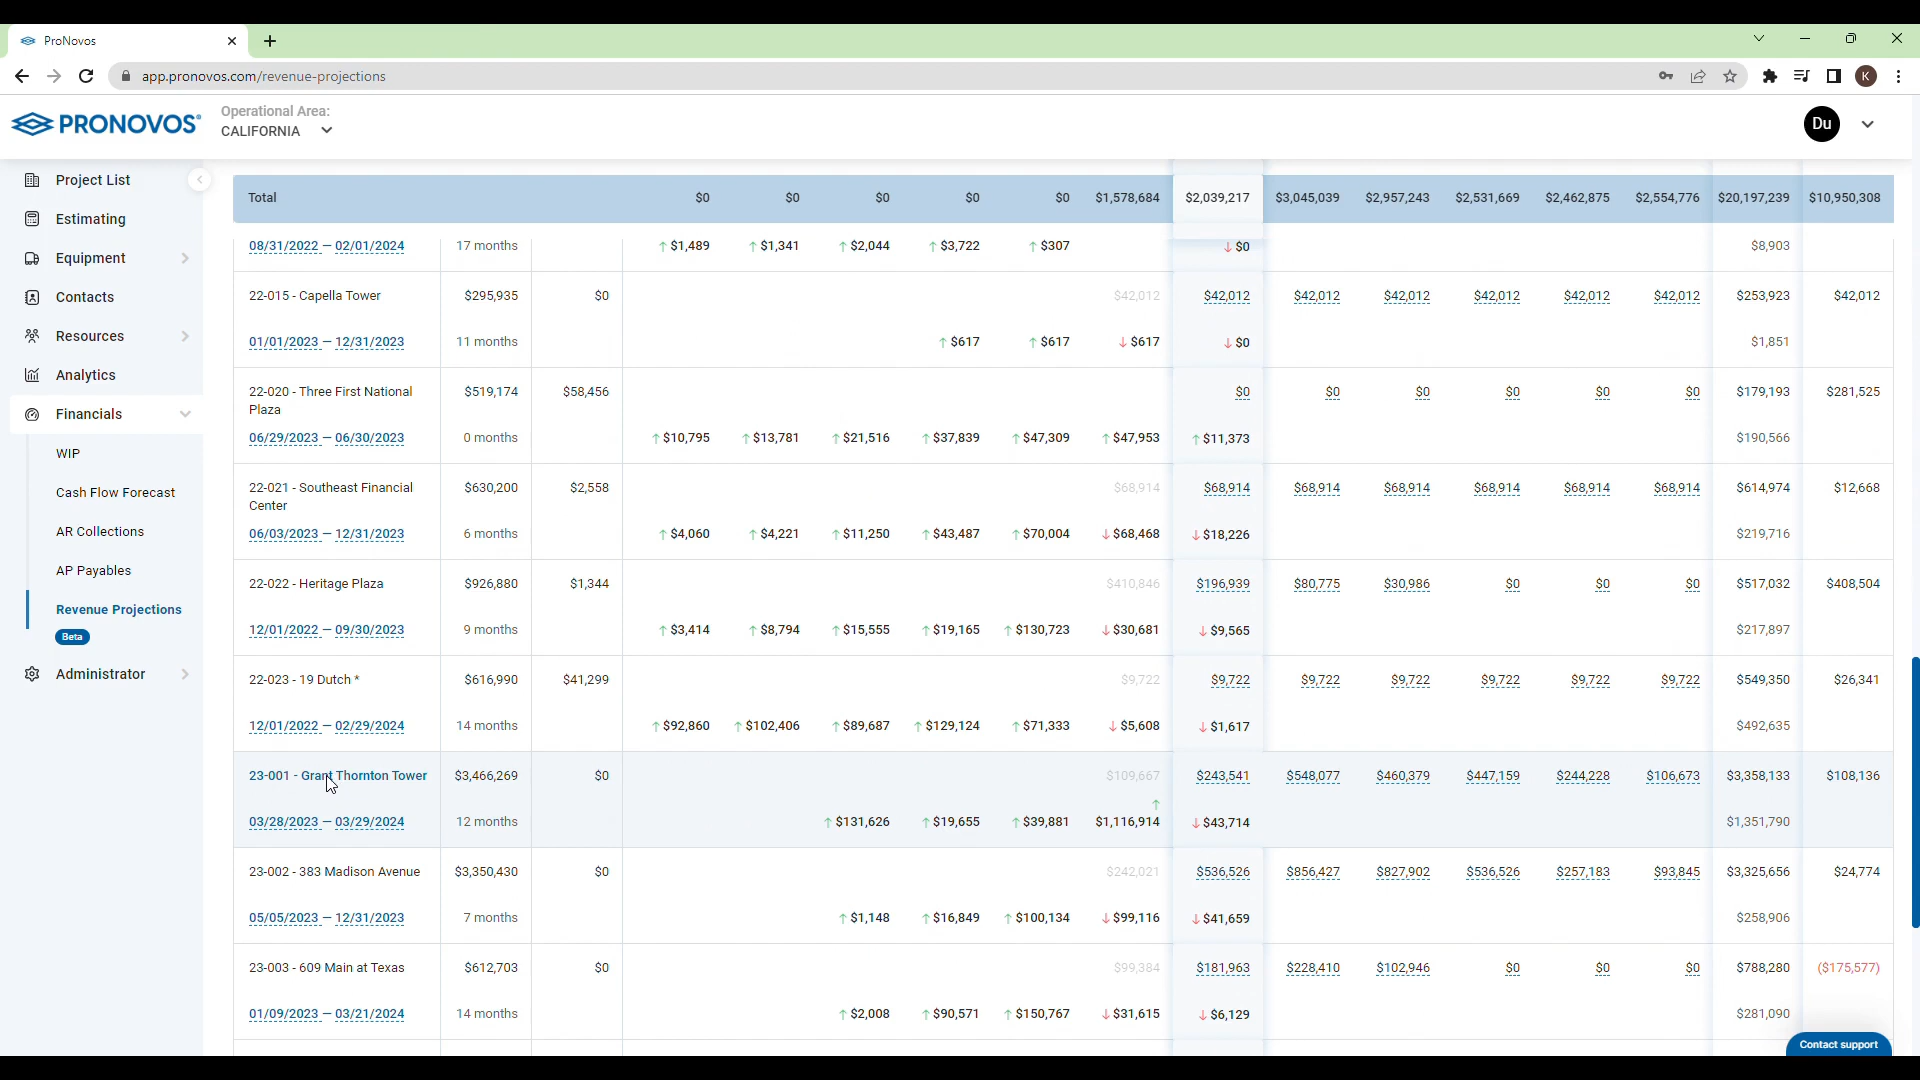 ProNovos
app.pronovos.com/revenue-projections
K
PRONOVOS®
Operational Area:
CALIFORNIA
Du
Project List
Estimating
Equipment
Contacts
Resources
Analytics
Financials
WIP
Cash Flow Forecast
AR Collections
AP Payables
Revenue Projections
Beta
Administrator
Total $0 $0 $0 $0 $0 $1,578,684 $2,039,217 $3,045,039 $2,957,243 $2,531,669 $2,462,875 $2,554,776 $20,197,239 $10,950,308
08/31/2022 — 02/01/2024 17 months ↑ $1,489 ↑ $1,341 ↑ $2,044 ↑ $3,722 ↑ $307 ↓ $0 $8,903
22-015 - Capella Tower $295,935 $0 $42,012 $42,012 $42,012 $42,012 $42,012 $42,012 $42,012 $253,923 $42,012
01/01/2023 — 12/31/2023 11 months ↑ $617 ↑ $617 ↓ $617 ↓ $0 $1,851
22-020 - Three First National $519,174 $58,456 $0 $0 $0 $0 $0 $0 $179,193 $281,525
Plaza
06/29/2023 — 06/30/2023 0 months ↑ $10,795 ↑ $13,781 ↑ $21,516 ↑ $37,839 ↑ $47,309 ↑ $47,953 ↑ $11,373 $190,566
22-021 - Southeast Financial $630,200 $2,558 $68,914 $68,914 $68,914 $68,914 $68,914 $68,914 $68,914 $614,974 $12,668
Center
06/03/2023 — 12/31/2023 6 months ↑ $4,060 ↑ $4,221 ↑ $11,250 ↑ $43,487 ↑ $70,004 ↓ $68,468 ↓ $18,226 $219,716
22-022 - Heritage Plaza $926,880 $1,344 $410,846 $196,939 $80,775 $30,986 $0 $0 $0 $517,032 $408,504
12/01/2022 — 09/30/2023 9 months ↑ $3,414 ↑ $8,794 ↑ $15,555 ↑ $19,165 ↑ $130,723 ↓ $30,681 ↓ $9,565 $217,897
22-023 - 19 Dutch * $616,990 $41,299 $9,722 $9,722 $9,722 $9,722 $9,722 $9,722 $9,722 $549,350 $26,341
12/01/2022 — 02/29/2024 14 months ↑ $92,860 ↑ $102,406 ↑ $89,687 ↑ $129,124 ↑ $71,333 ↓ $5,608 ↓ $1,617 $492,635
23-001 - Grant Thornton Tower $3,466,269 $0 $109,667 $243,541 $548,077 $460,379 $447,159 $244,228 $106,673 $3,358,133 $108,136
03/28/2023 — 03/29/2024 12 months ↑ $131,626 ↑ $19,655 ↑ $39,881 ↑ $1,116,914 ↓ $43,714 $1,351,790
23-002 - 383 Madison Avenue $3,350,430 $0 $242,021 $536,526 $856,427 $827,902 $536,526 $257,183 $93,845 $3,325,656 $24,774
05/05/2023 — 12/31/2023 7 months ↑ $1,148 ↑ $16,849 ↑ $100,134 ↓ $99,116 ↓ $41,659 $258,906
23-003 - 609 Main at Texas $612,703 $0 $99,384 $181,963 $228,410 $102,946 $0 $0 $0 $788,280 ($175,577)
01/09/2023 — 03/21/2024 14 months ↑ $2,008 ↑ $90,571 ↑ $150,767 ↓ $31,615 ↓ $6,129 $281,090
Contact support